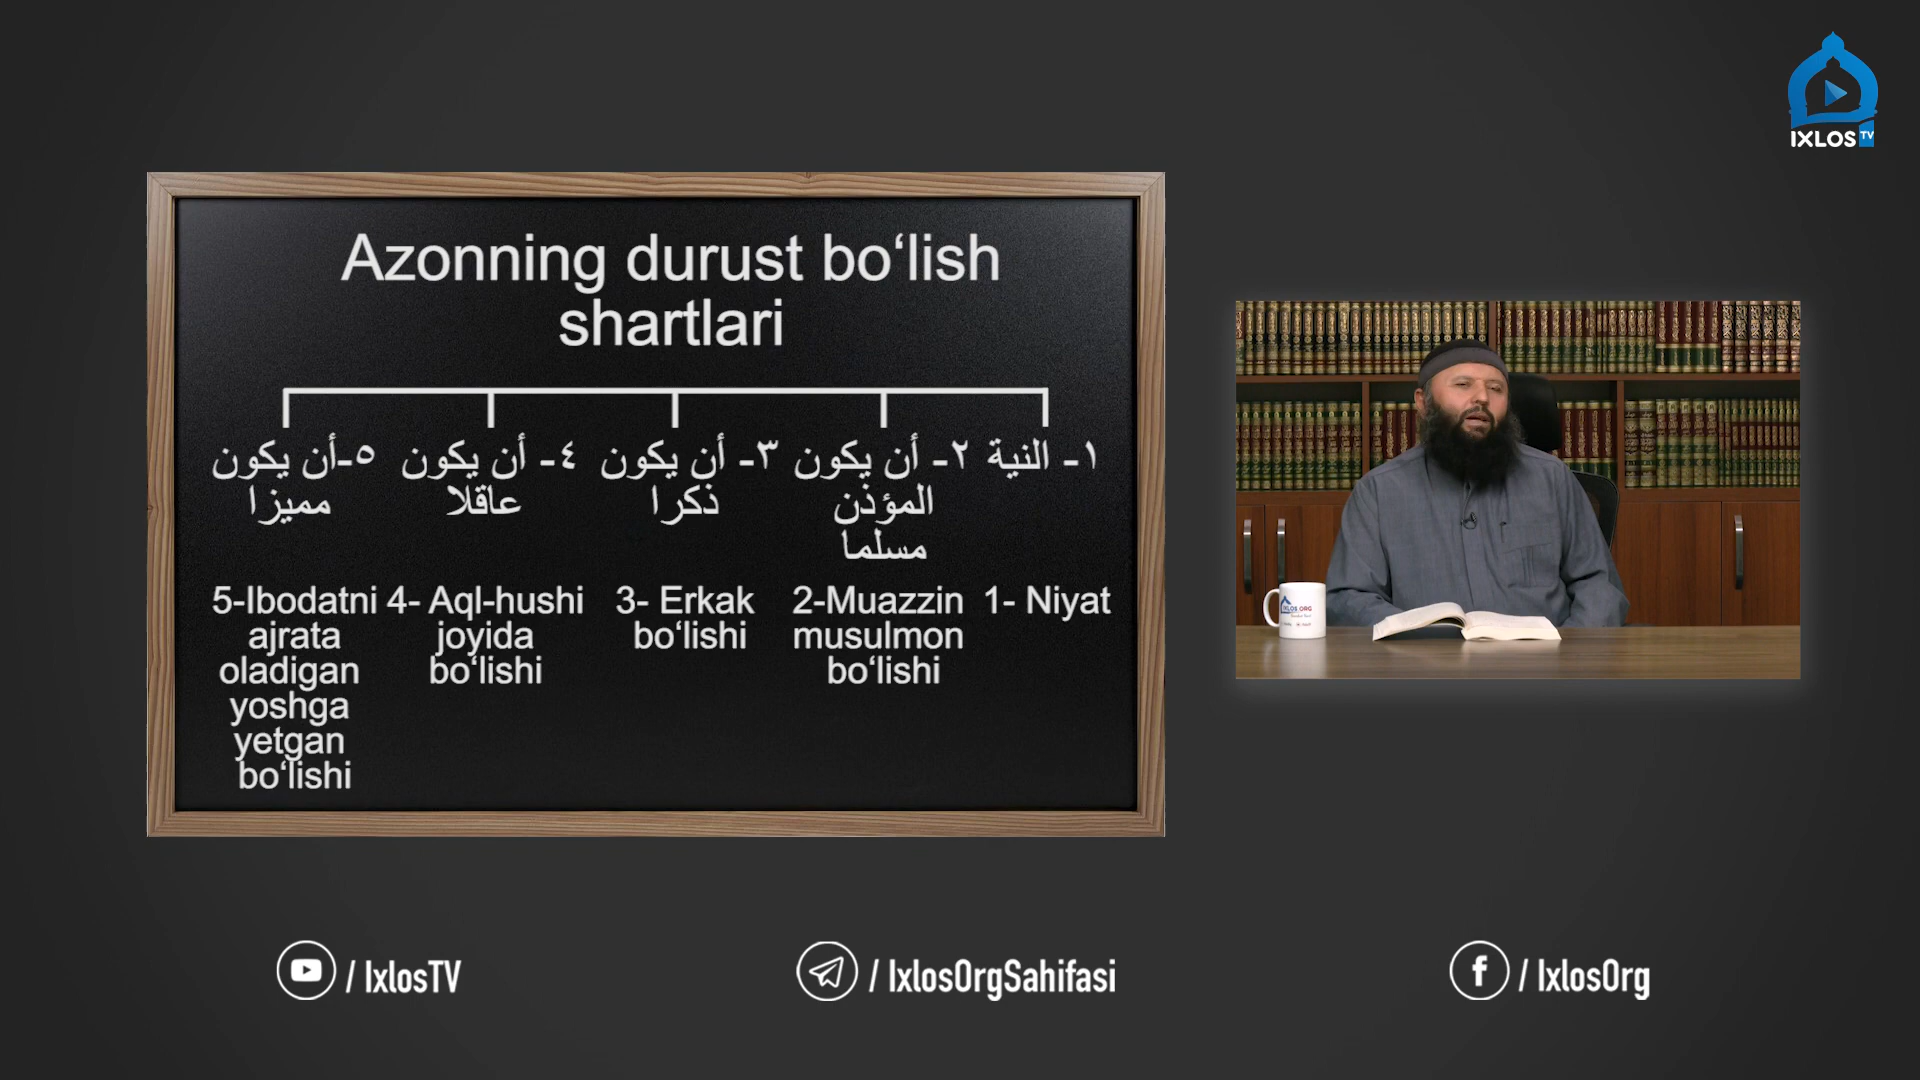 IXLOS TV
Azonning durust bo‘lish
shartlari
١- النية
٢- أن يكون
المؤذن
مسلما
٣- أن يكون
ذكرا
٤- أن يكون
عاقلا
٥-أن يكون
مميزا
1- Niyat
2-Muazzin
musulmon
bo‘lishi
3- Erkak
bo‘lishi
4- Aql-hushi
joyida
bo‘lishi
5-Ibodatni
ajrata
oladigan
yoshga
yetgan
bo‘lishi
IXLOS.ORG
/ IxlosTV
/ IxlosOrgSahifasi
/ IxlosOrg